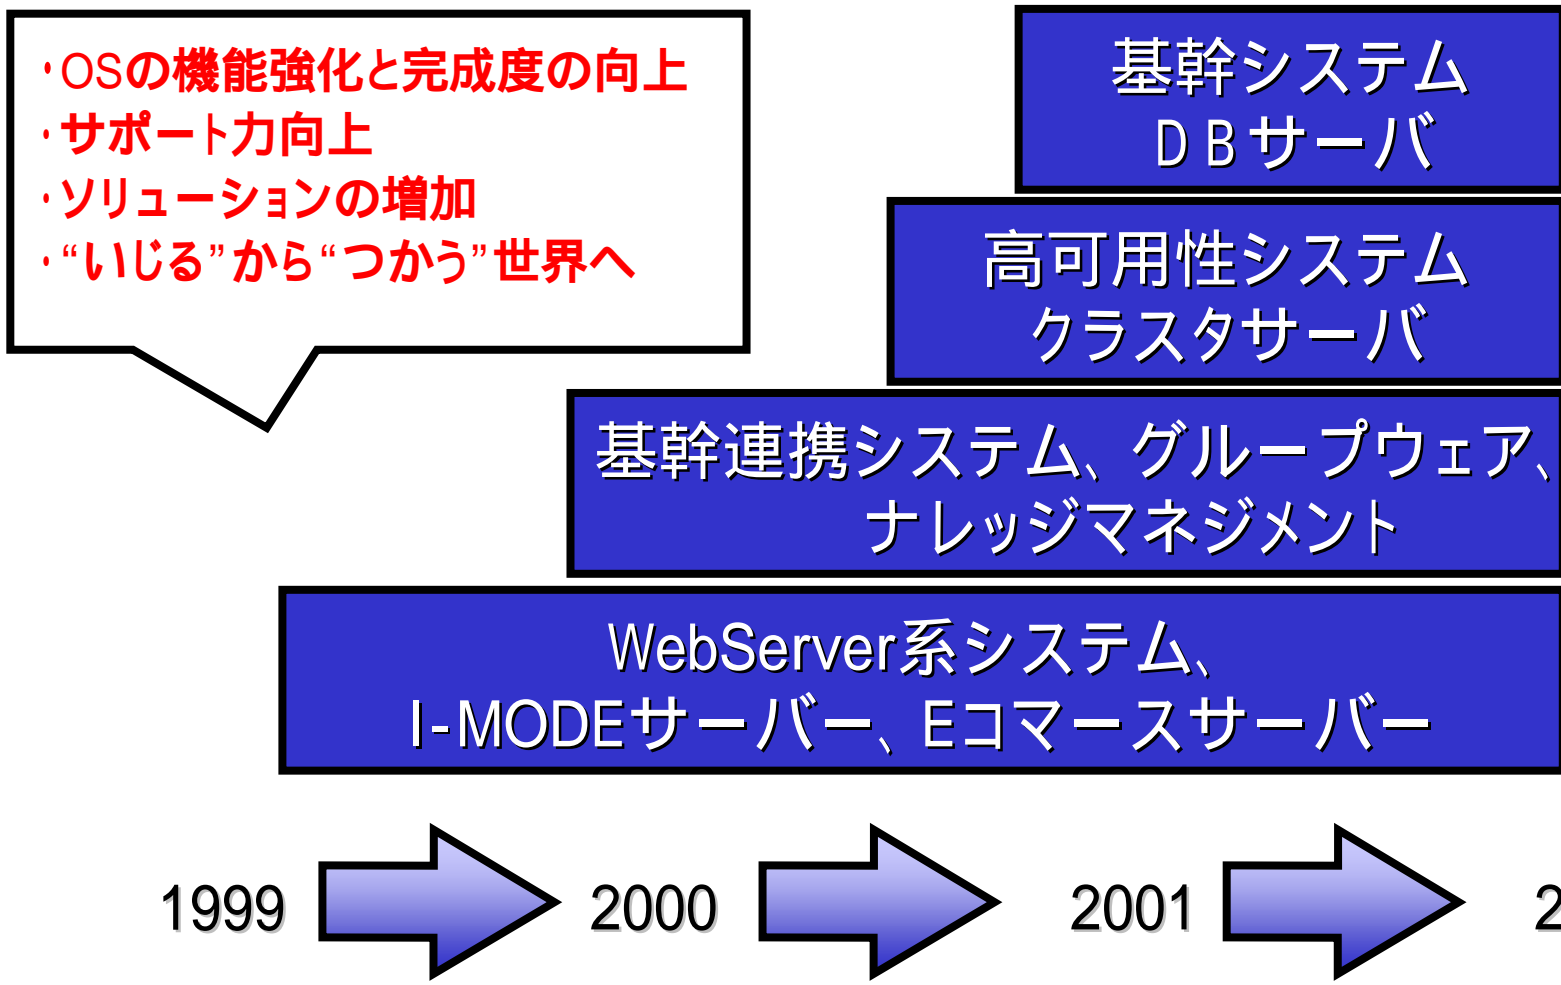 ・OSの機能強化と完成度の向上
・サポート力向上
・ソリューションの増加
・“いじる”から“つかう”世界へ
基幹システム
DBサーバ
高可用性システム
クラスタサーバ
基幹連携システム、グループウェア、
ナレッジマネジメント
WebServer系システム、
I-MODEサーバー、Eコマースサーバー
1999 2000 2001 2